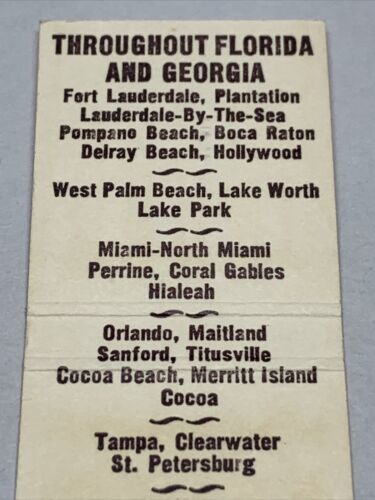 THROUGHOUT FLORIDA
AND GEORGIA
Fort Lauderdale, Plantation
Lauderdale-By-The-Sea
Pompano Beach, Boca Raton
Delray Beach, Hollywood
West Palm Beach, Lake Worth
Lake Park
Miami-North Miami
Perrine, Coral Gables
Hialeah
Orlando, Maitland
Sanford, Titusville
Cocoa Beach, Merritt Island
Cocoa
Tampa, Clearwater
St. Petersburg